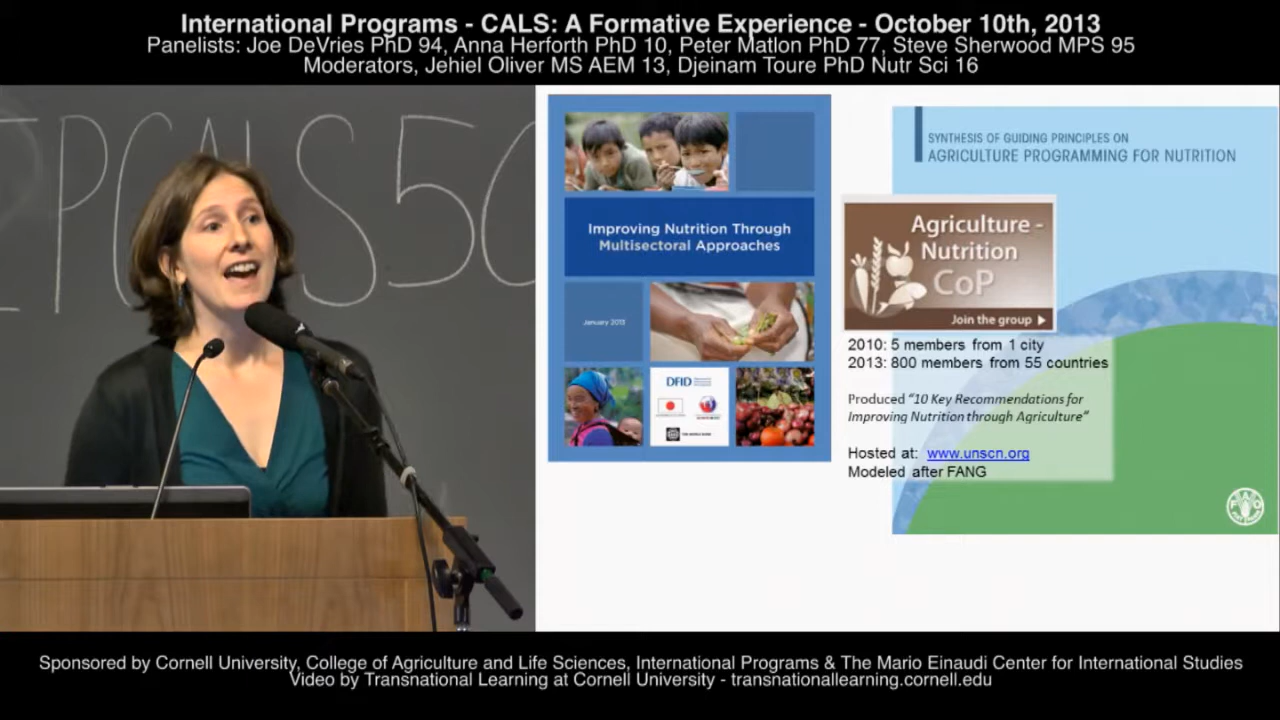 International Programs - CALS: A Formative Experience - October 10th, 2013
Panelists: Joe DeVries PhD 94, Anna Herforth PhD 10, Peter Matlon PhD 77, Steve Sherwood MPS 95
Moderators, Jehiel Oliver MS AEM 13, Djeinam Toure PhD Nutr Sci 16
IPCALS50
Improving Nutrition Through
Multisectoral Approaches
January 2013
DFID
THE WORLD BANK
SYNTHESIS OF GUIDING PRINCIPLES ON
AGRICULTURE PROGRAMMING FOR NUTRITION
Agriculture -
Nutrition
CoP
Join the group
2010: 5 members from 1 city
2013: 800 members from 55 countries
Produced “10 Key Recommendations for
Improving Nutrition through Agriculture”
Hosted at: www.unscn.org
Modeled after FANG
Sponsored by Cornell University, College of Agriculture and Life Sciences, International Programs & The Mario Einaudi Center for International Studies
Video by Transnational Learning at Cornell University - transnationallearning.cornell.edu